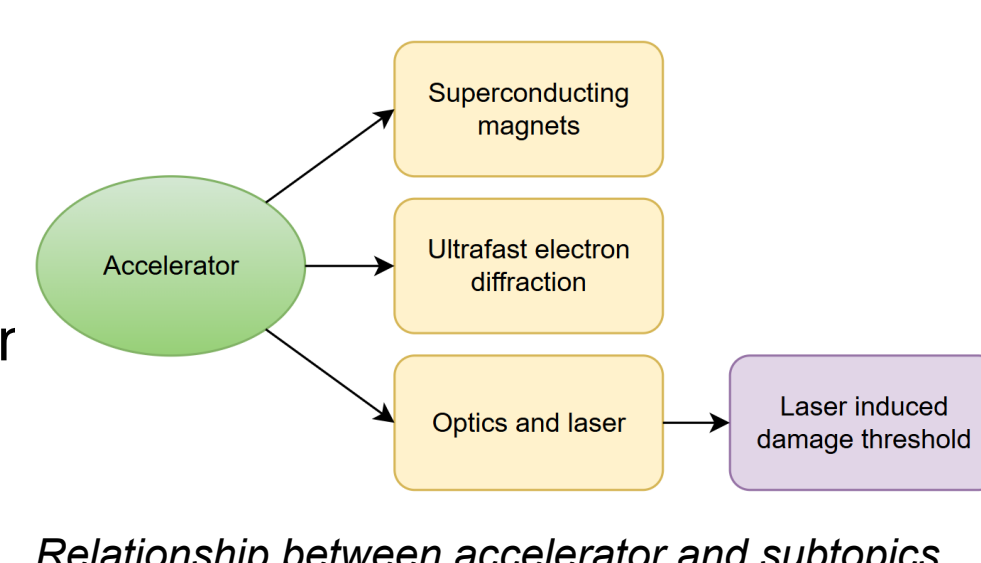 Superconducting
magnets
Accelerator
Ultrafast electron
diffraction
r
Optics and laser
Laser induced
damage threshold
Relationship between accelerator and subtopics